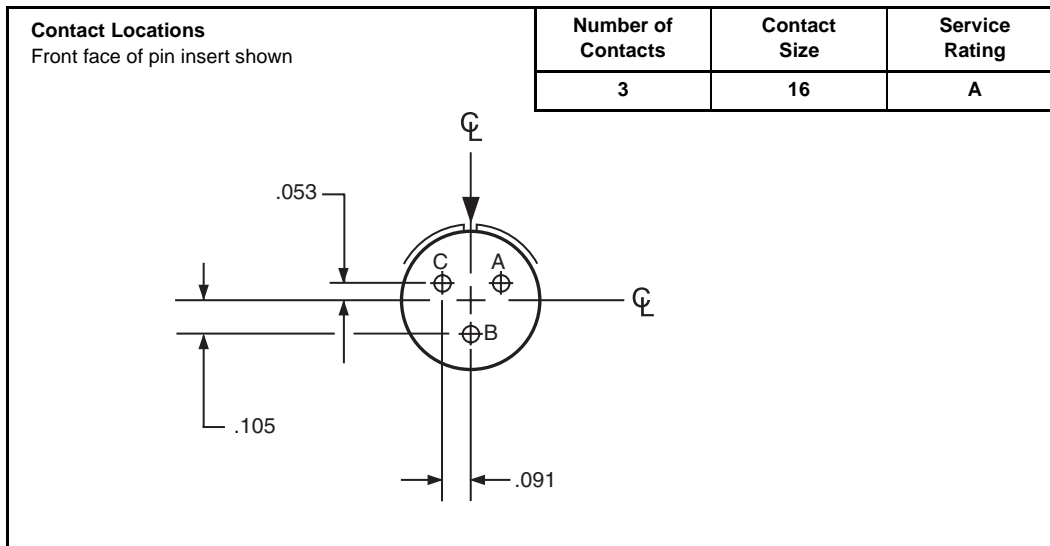 Contact Locations
Front face of pin insert shown
Number of
Contacts
Contact
Size
Service
Rating
3
16
A
℄
.053
C
A
℄
B
.105
.091